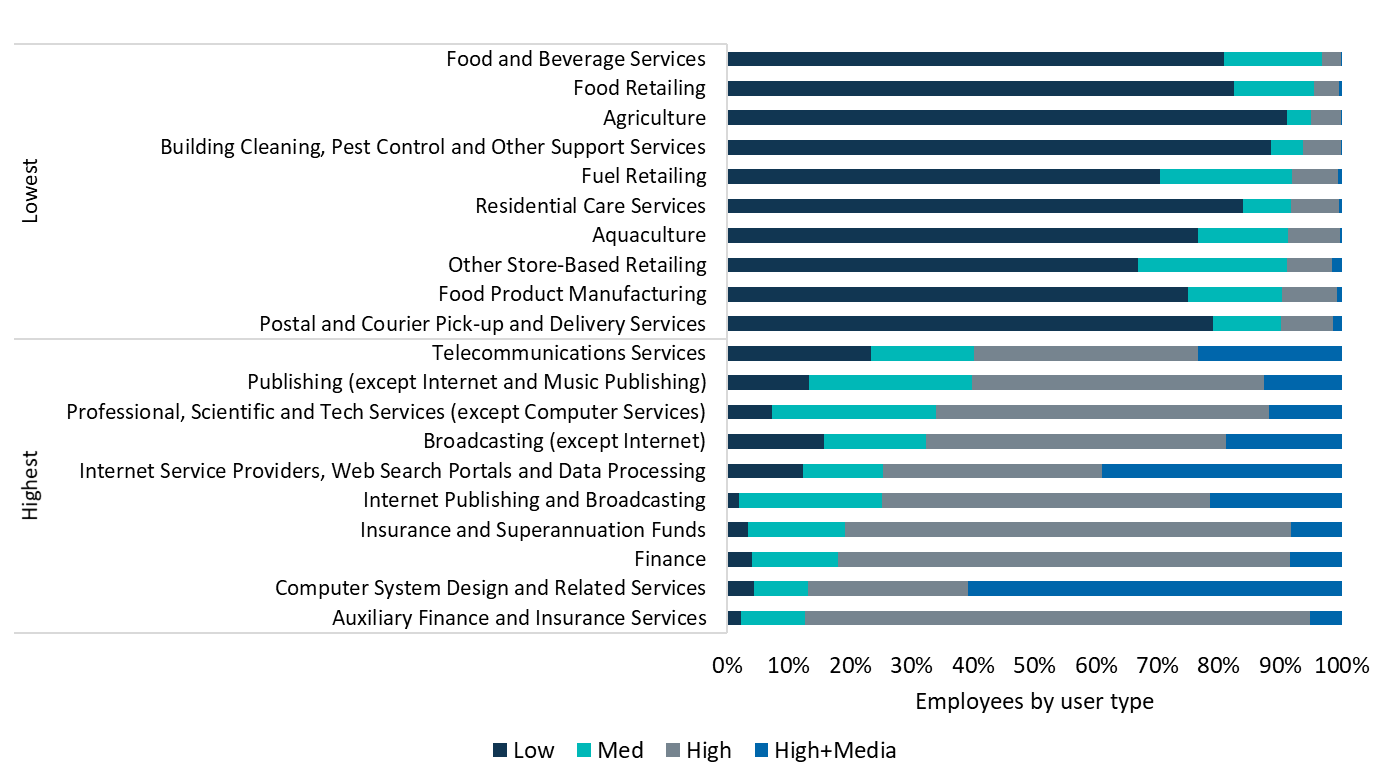 Lowest
Food and Beverage Services
Food Retailing
Agriculture
Building Cleaning, Pest Control and Other Support Services
Fuel Retailing
Residential Care Services
Aquaculture
Other Store-Based Retailing
Food Product Manufacturing
Postal and Courier Pick-up and Delivery Services
Highest
Telecommunications Services
Publishing (except Internet and Music Publishing)
Professional, Scientific and Tech Services (except Computer Services)
Broadcasting (except Internet)
Internet Service Providers, Web Search Portals and Data Processing
Internet Publishing and Broadcasting
Insurance and Superannuation Funds
Finance
Computer System Design and Related Services
Auxiliary Finance and Insurance Services
0% 10% 20% 30% 40% 50% 60% 70% 80% 90% 100%
Employees by user type
Low Med High High+Media